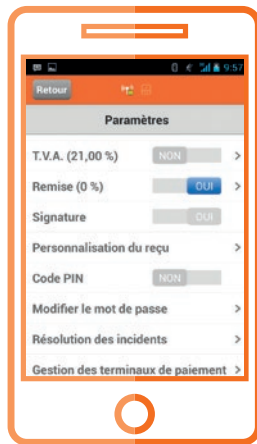 9:57
Retour
Paramètres
T.V.A. (21,00 %) NON >
Remise (0 %) OUI >
Signature OUI
Personnalisation du reçu >
Code PIN NON
Modifier le mot de passe >
Résolution des incidents >
Gestion des terminaux de paiement >